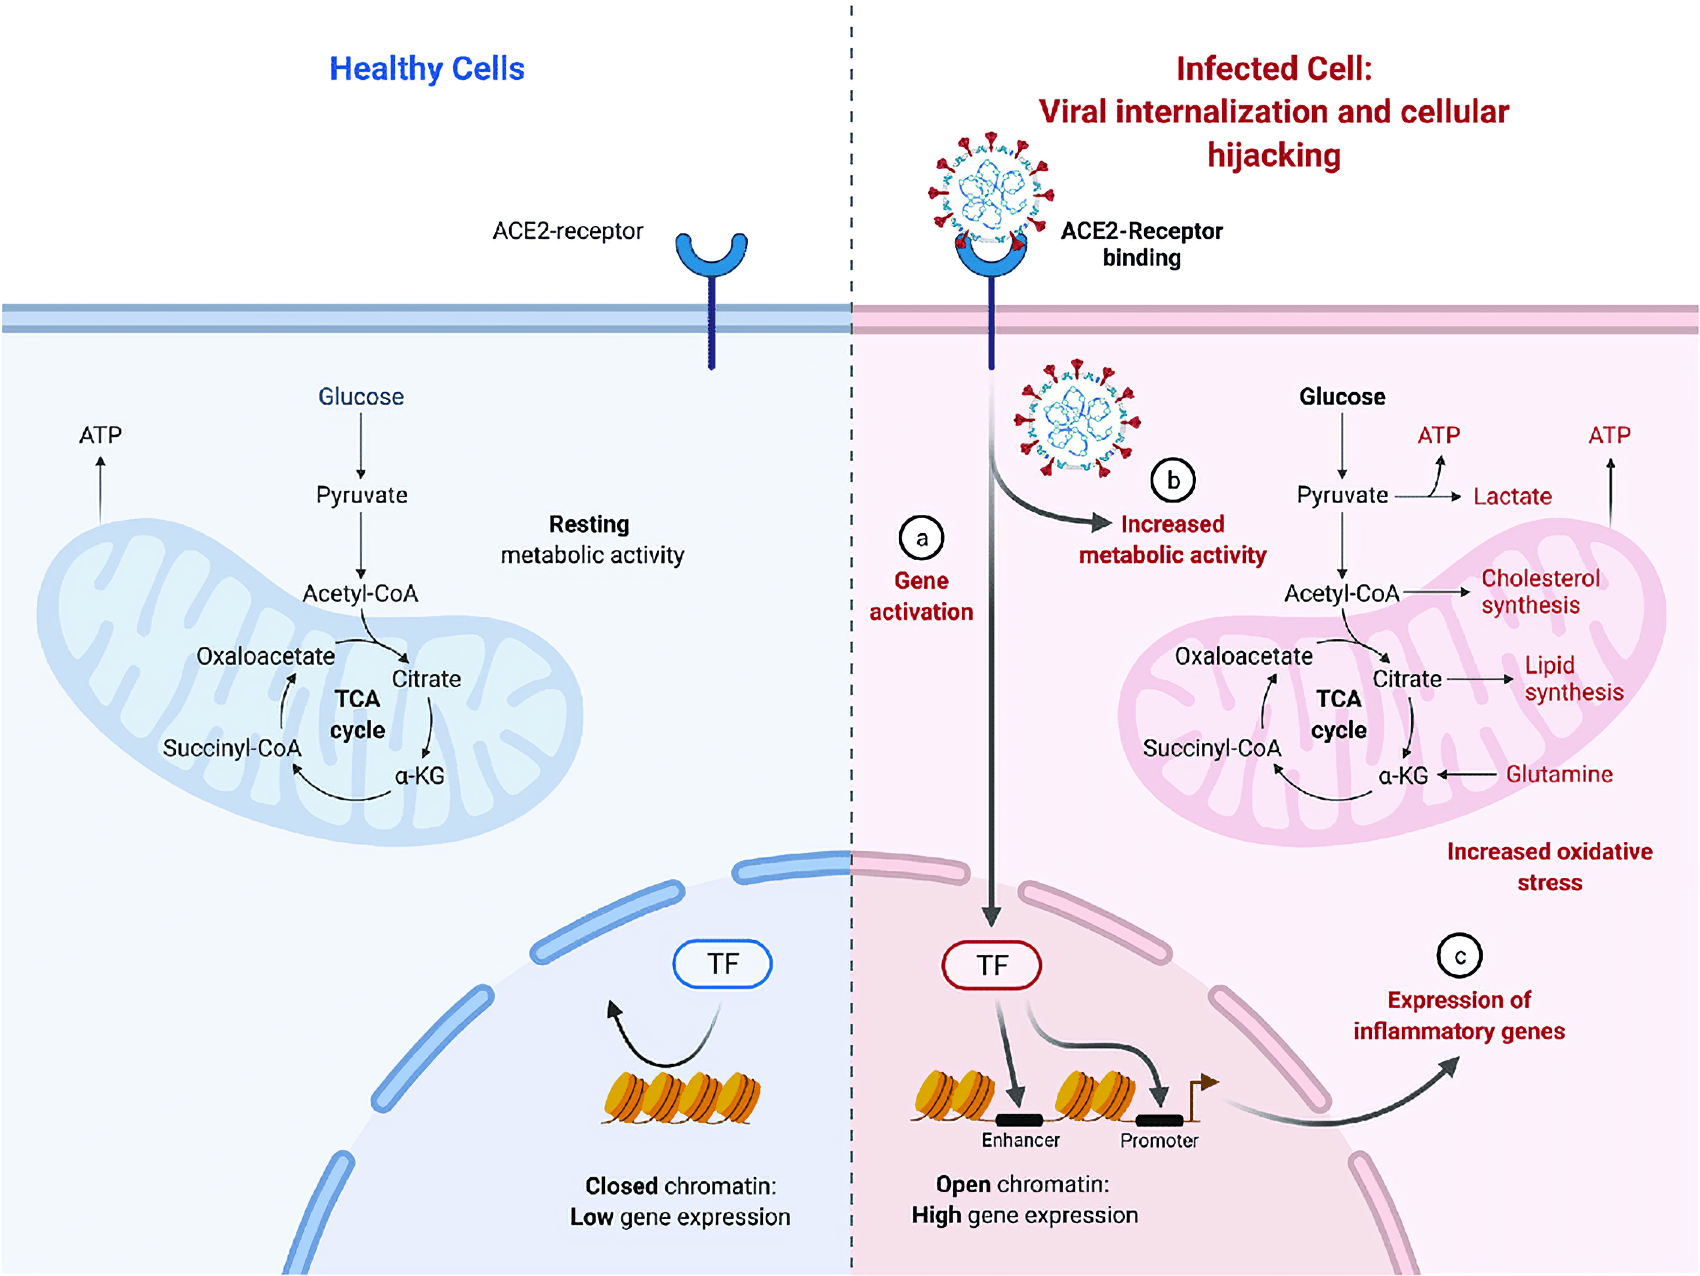 Healthy Cells
ACE2-receptor
Glucose
ATP
Pyruvate
Resting
metabolic activity
Acetyl-CoA
Oxaloacetate
Citrate
TCA
cycle
Succinyl-CoA
α-KG
TF
Closed chromatin:
Low gene expression
Infected Cell:
Viral internalization and cellular
hijacking
ACE2-Receptor
binding
a
Gene
activation
b
Increased
metabolic activity
Glucose
ATP
ATP
Pyruvate
Lactate
Acetyl-CoA
Cholesterol
synthesis
Oxaloacetate
Citrate
Lipid
synthesis
TCA
cycle
Succinyl-CoA
α-KG
Glutamine
Increased oxidative
stress
c
Expression of
inflammatory genes
TF
Enhancer
Promoter
Open chromatin:
High gene expression